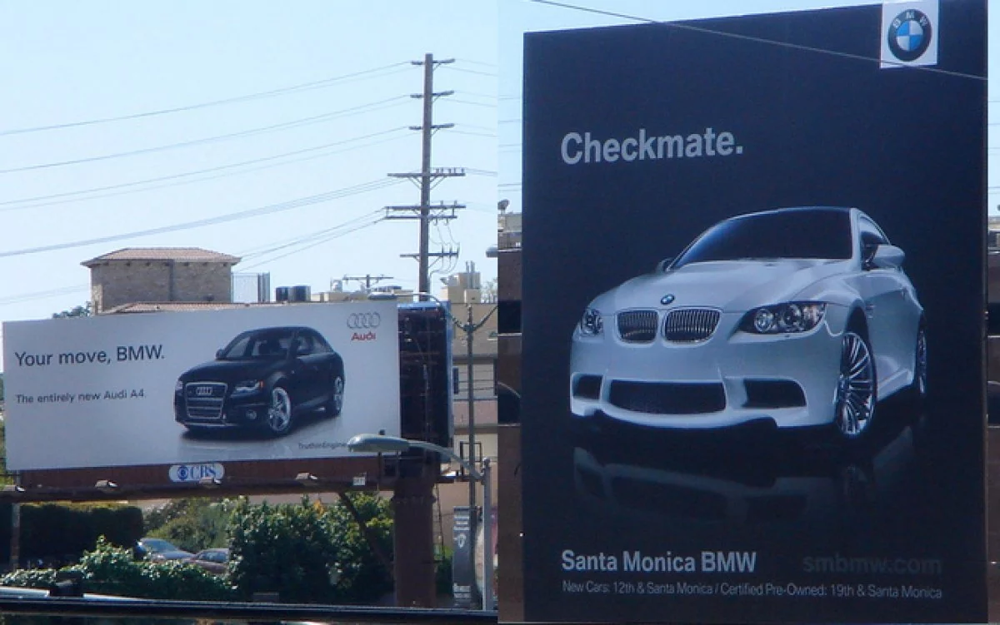 Your move, BMW.
The entirely new Audi A4.
Audi
CBS
BMW
Checkmate.
Santa Monica BMW
smbmw.com
New Cars: 12th & Santa Monica / Certified Pre-Owned: 19th & Santa Monica